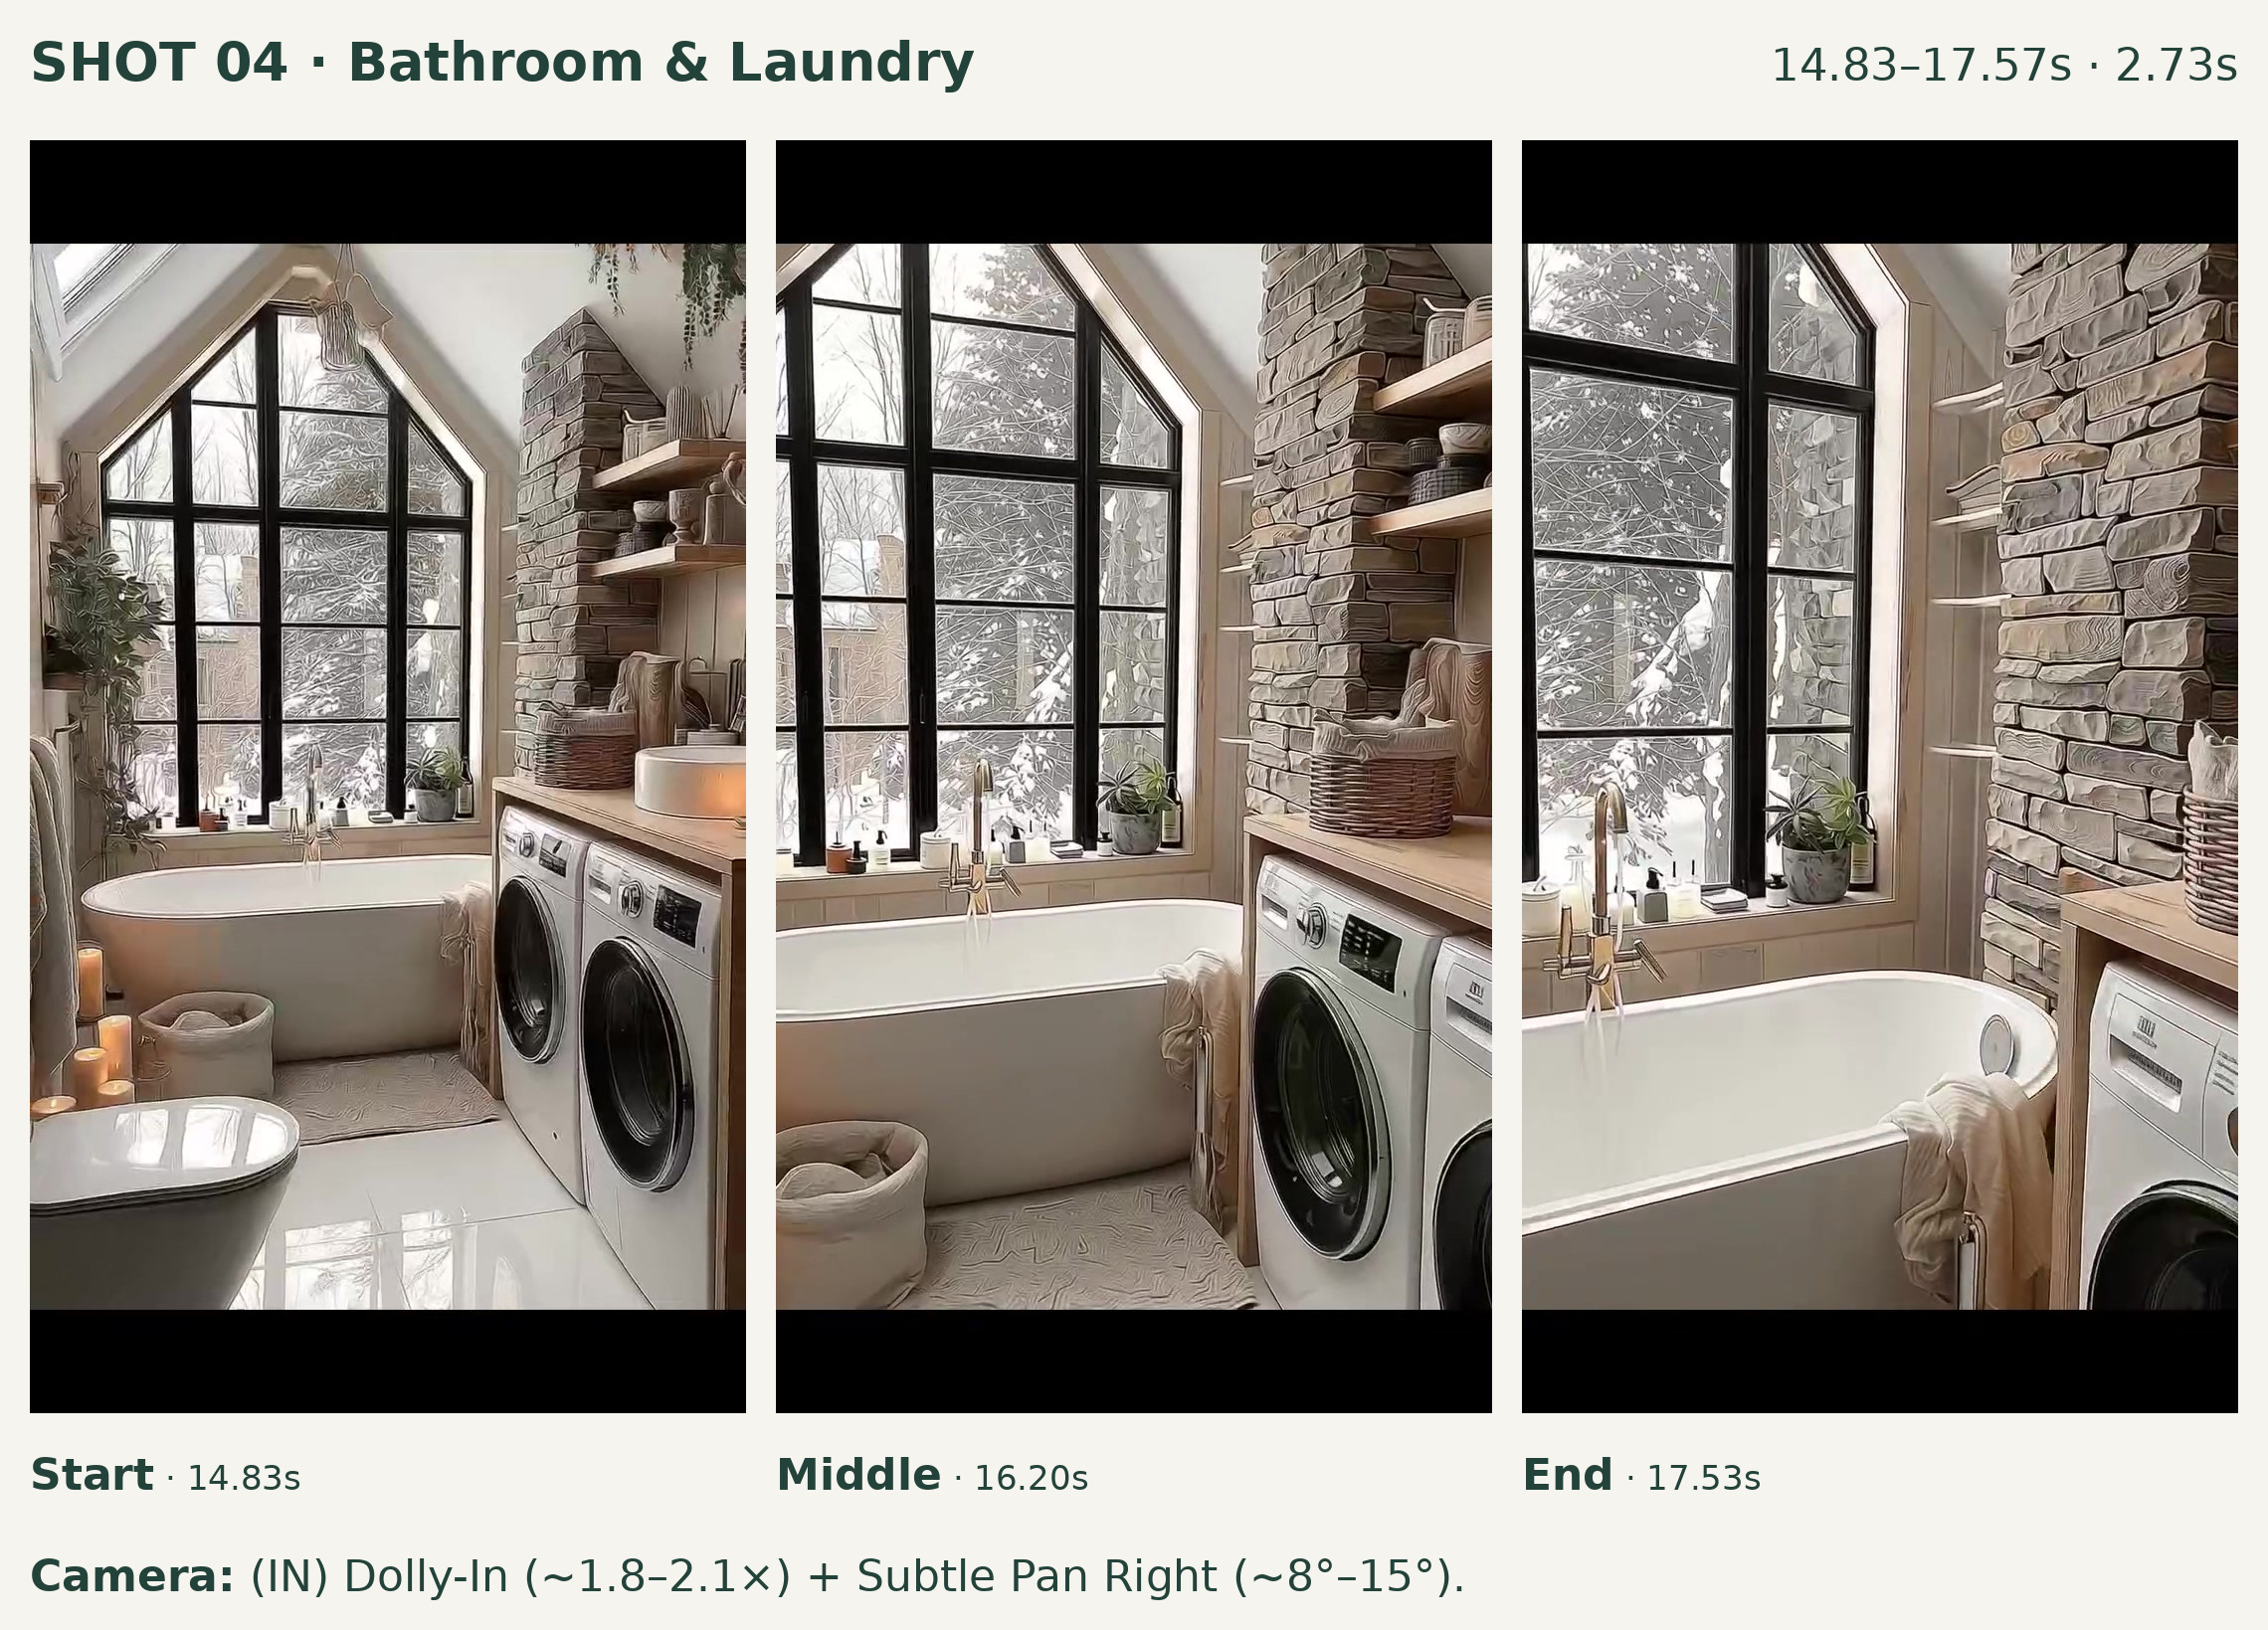 SHOT 04 · Bathroom & Laundry
14.83–17.57s · 2.73s
Start · 14.83s
Middle · 16.20s
End · 17.53s
Camera: (IN) Dolly-In (~1.8–2.1×) + Subtle Pan Right (~8°–15°).